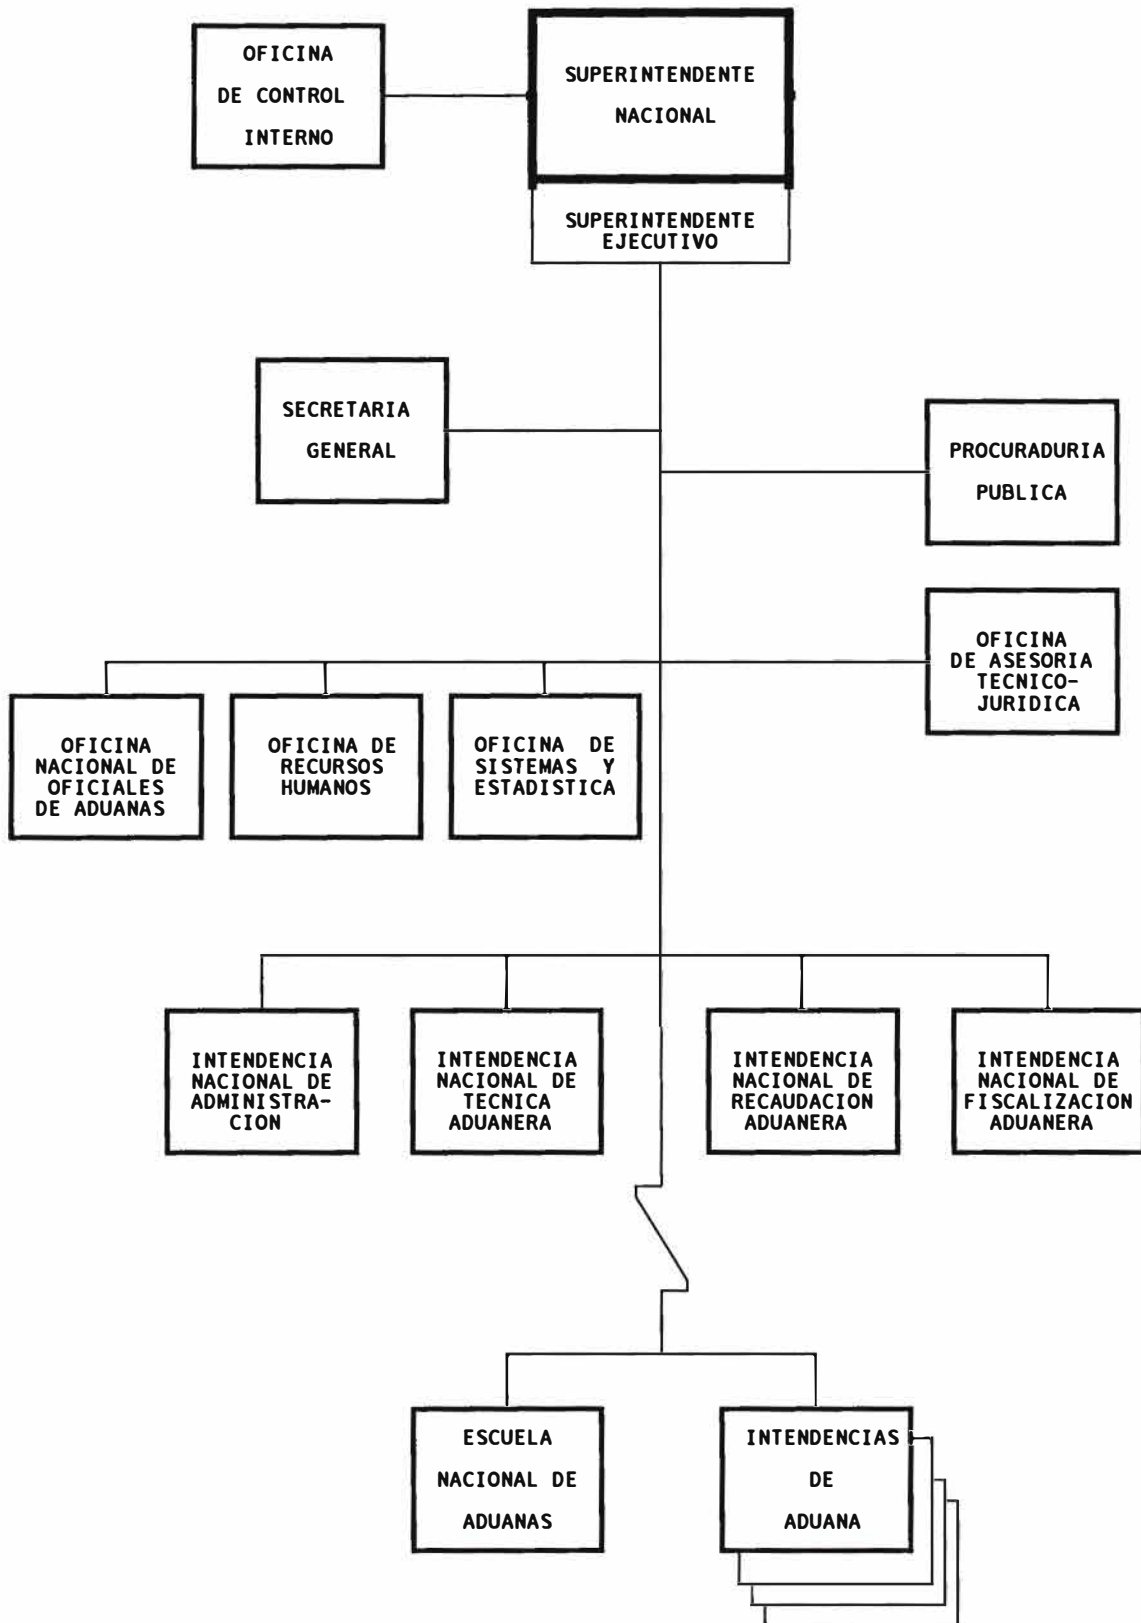 OFICINA
DE CONTROL
INTERNO
SUPERINTENDENTE
NACIONAL
SUPERINTENDENTE
EJECUTIVO
SECRETARIA
GENERAL
PROCURADURIA
PUBLICA
OFICINA
DE ASESORIA
TECNICO-
JURIDICA
OFICINA
NACIONAL DE
OFICIALES
DE ADUANAS
OFICINA DE
RECURSOS
HUMANOS
OFICINA DE
SISTEMAS Y
ESTADISTICA
INTENDENCIA
NACIONAL DE
ADMINISTRA-
CION
INTENDENCIA
NACIONAL DE
TECNICA
ADUANERA
INTENDENCIA
NACIONAL DE
RECAUDACION
ADUANERA
INTENDENCIA
NACIONAL DE
FISCALIZACION
ADUANERA
ESCUELA
NACIONAL DE
ADUANAS
INTENDENCIAS
DE
ADUANA